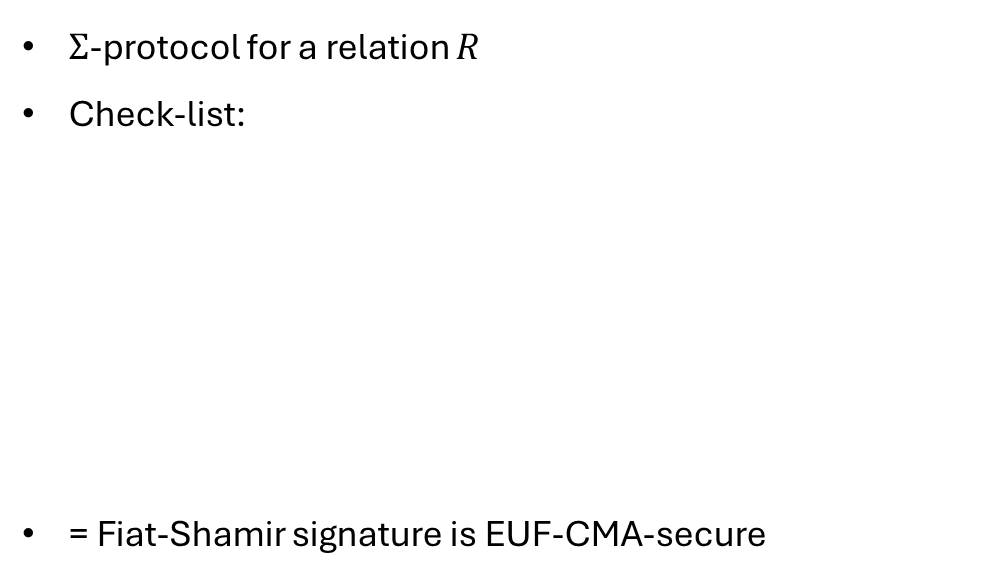 • Σ-protocol for a relation R
• Check-list:
• = Fiat-Shamir signature is EUF-CMA-secure